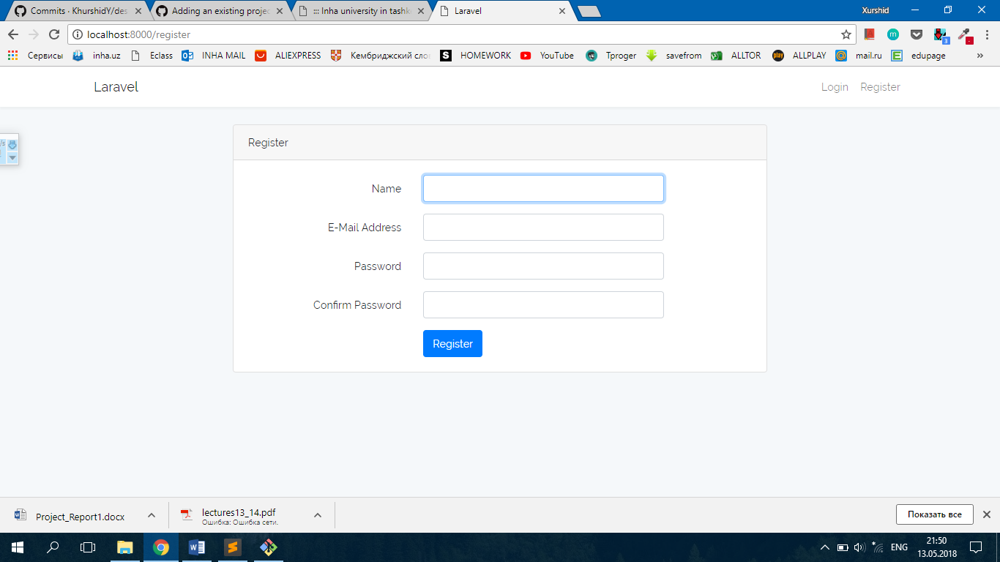 Commits · KhurshidY/des Adding an existing projec ::: Inha university in tashk Laravel Xurshid
localhost:8000/register
3
Сервисы inha.uz Eclass INHA MAIL ALIEXPRESS Кембриджский сло HOMEWORK YouTube Tproger savefrom ALLTOR ALLPLAY mail.ru edupage »
Laravel Login Register
/s
Register
Name
E-Mail Address
Password
Confirm Password
Register
Project_Report1.docx
lectures13_14.pdf
Ошибка: Ошибка сети.
Показать все
ENG
21:50
13.05.2018